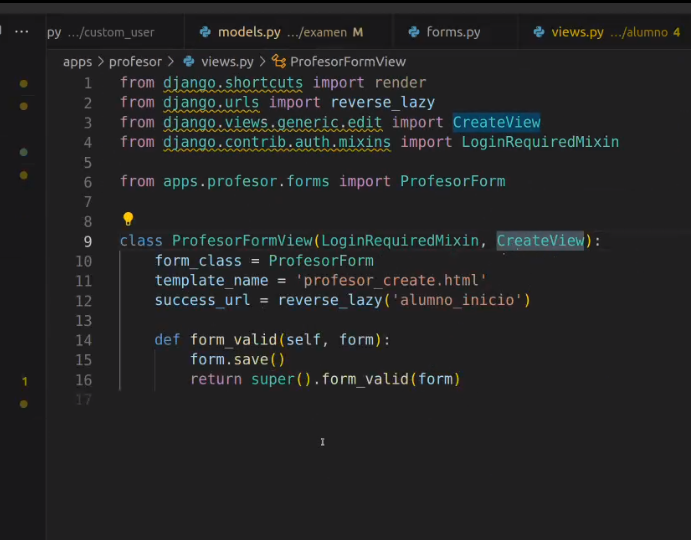 py .../custom_user models.py .../examen M forms.py views.py .../alumno 4
apps > profesor > views.py > ProfesorFormView
1 from django.shortcuts import render
2 from django.urls import reverse_lazy
3 from django.views.generic.edit import CreateView
4 from django.contrib.auth.mixins import LoginRequiredMixin
5
6 from apps.profesor.forms import ProfesorForm
7
8
9 class ProfesorFormView(LoginRequiredMixin, CreateView):
10 form_class = ProfesorForm
11 template_name = 'profesor_create.html'
12 success_url = reverse_lazy('alumno_inicio')
13
14 def form_valid(self, form):
15 form.save()
16 return super().form_valid(form)
17
1